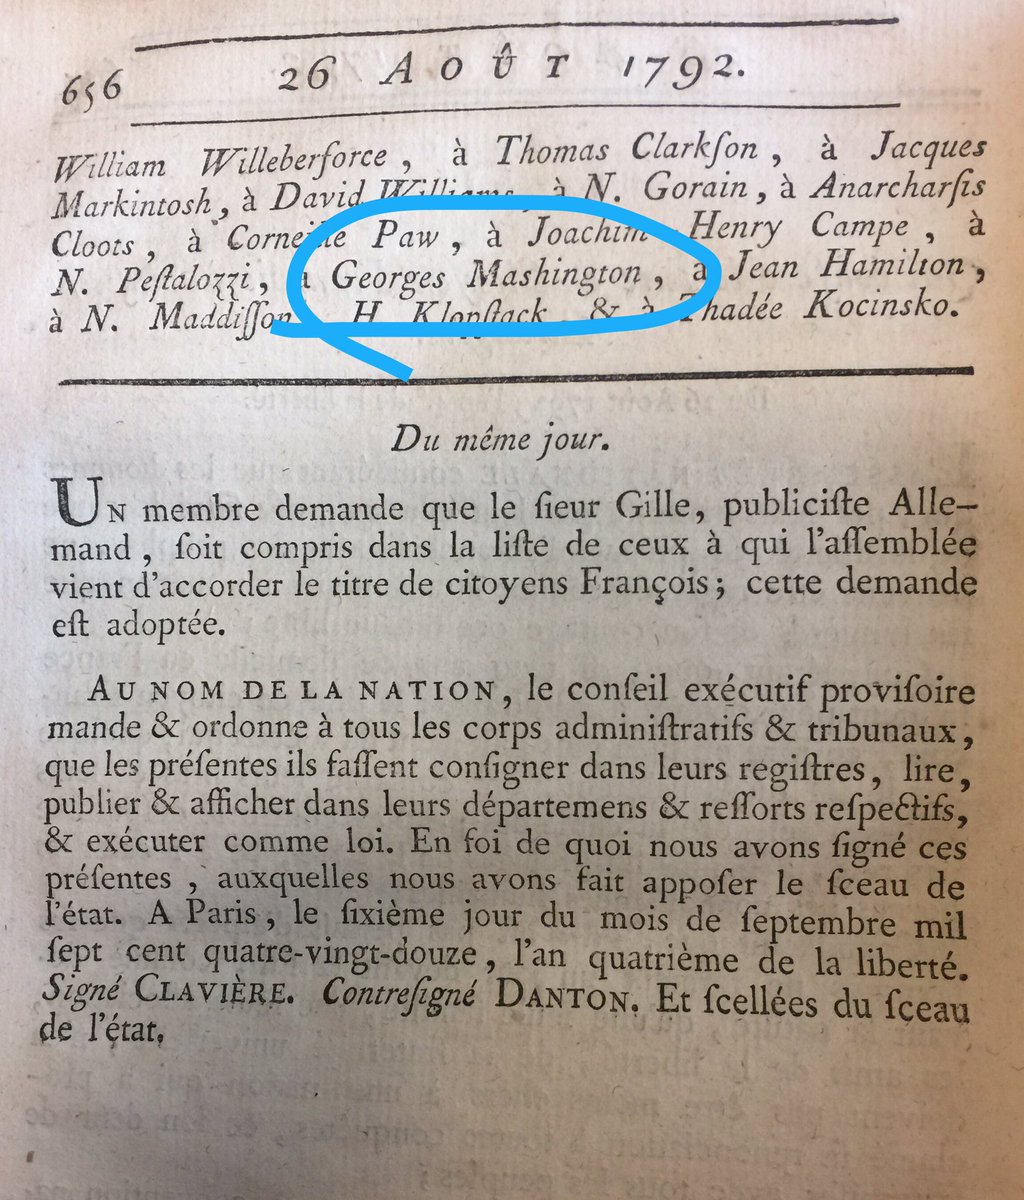 656 26 AOÛT 1792.
William Willeberforce, à Thomas Clarkſon, à Jacques
Markintosh, à David Williams, à N. Gorain, à Anarcharſis
Cloots, à Corneille Paw, à Joachim Henry Campe, à
N. Peſtalozzi, à Georges Mashington, à Jean Hamilton,
à N. Maddiſſon, H. Klopſtack, & à Thadée Kocinsko.
Du même jour.
UN membre demande que le ſieur Gille, publiciſte Alle-
mand, ſoit compris dans la liſte de ceux à qui l'aſſemblée
vient d'accorder le titre de citoyens François; cette demande
eſt adoptée.
AU NOM DE LA NATION, le conſeil exécutif proviſoire
mande & ordonne à tous les corps adminiſtratifs & tribunaux,
que les préſentes ils faſſent conſigner dans leurs regiſtres, lire,
publier & afficher dans leurs départemens & reſſorts reſpectifs,
& exécuter comme loi. En foi de quoi nous avons ſigné ces
préſentes, auxquelles nous avons fait appoſer le ſceau de
l'état. A Paris, le ſixième jour du mois de ſeptembre mil
ſept cent quatre-vingt-douze, l'an quatrième de la liberté.
Signé CLAVIÈRE. Contreſigné DANTON. Et ſcellées du ſceau
de l'état.